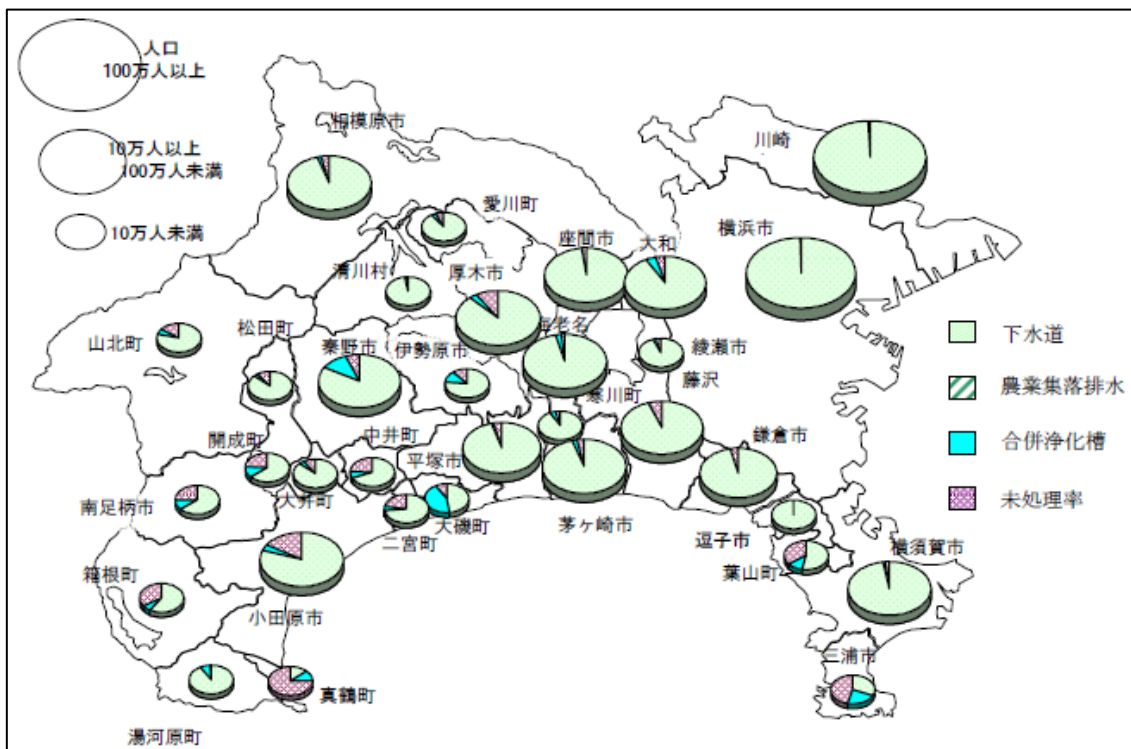 人口
100万人以上
10万人以上
100万人未満
10万人未満
相模原市
川崎
愛川町
横浜市
座間市
大和
清川村
厚木市
海老名
山北町
松田町
秦野市
伊勢原市
綾瀬市
藤沢
寒川町
下水道
農業集落排水
合併浄化槽
未処理率
開成町
中井町
平塚市
鎌倉市
南足柄市
大井町
大磯町
二宮町
茅ヶ崎市
逗子市
葉山町
横須賀市
箱根町
小田原市
三浦市
真鶴町
湯河原町